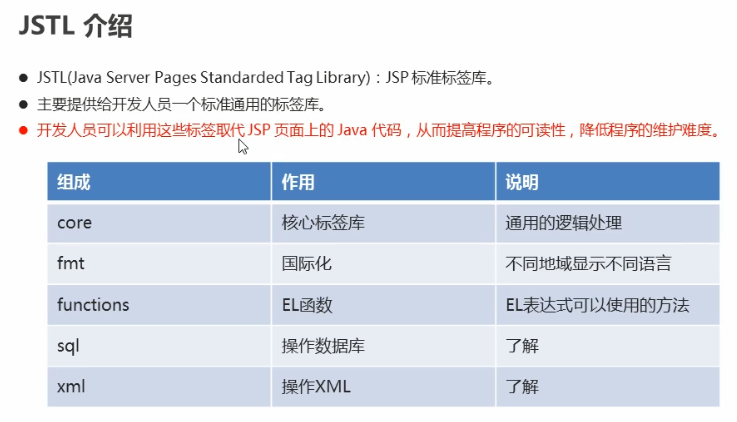 JSTL 介绍
● JSTL(Java Server Pages Standarded Tag Library)：JSP 标准标签库。
● 主要提供给开发人员一个标准通用的标签库。
● 开发人员可以利用这些标签取代 JSP 页面上的 Java 代码，从而提高程序的可读性，降低程序的维护难度。
组成 作用 说明
core 核心标签库 通用的逻辑处理
fmt 国际化 不同地域显示不同语言
functions EL函数 EL表达式可以使用的方法
sql 操作数据库 了解
xml 操作XML 了解